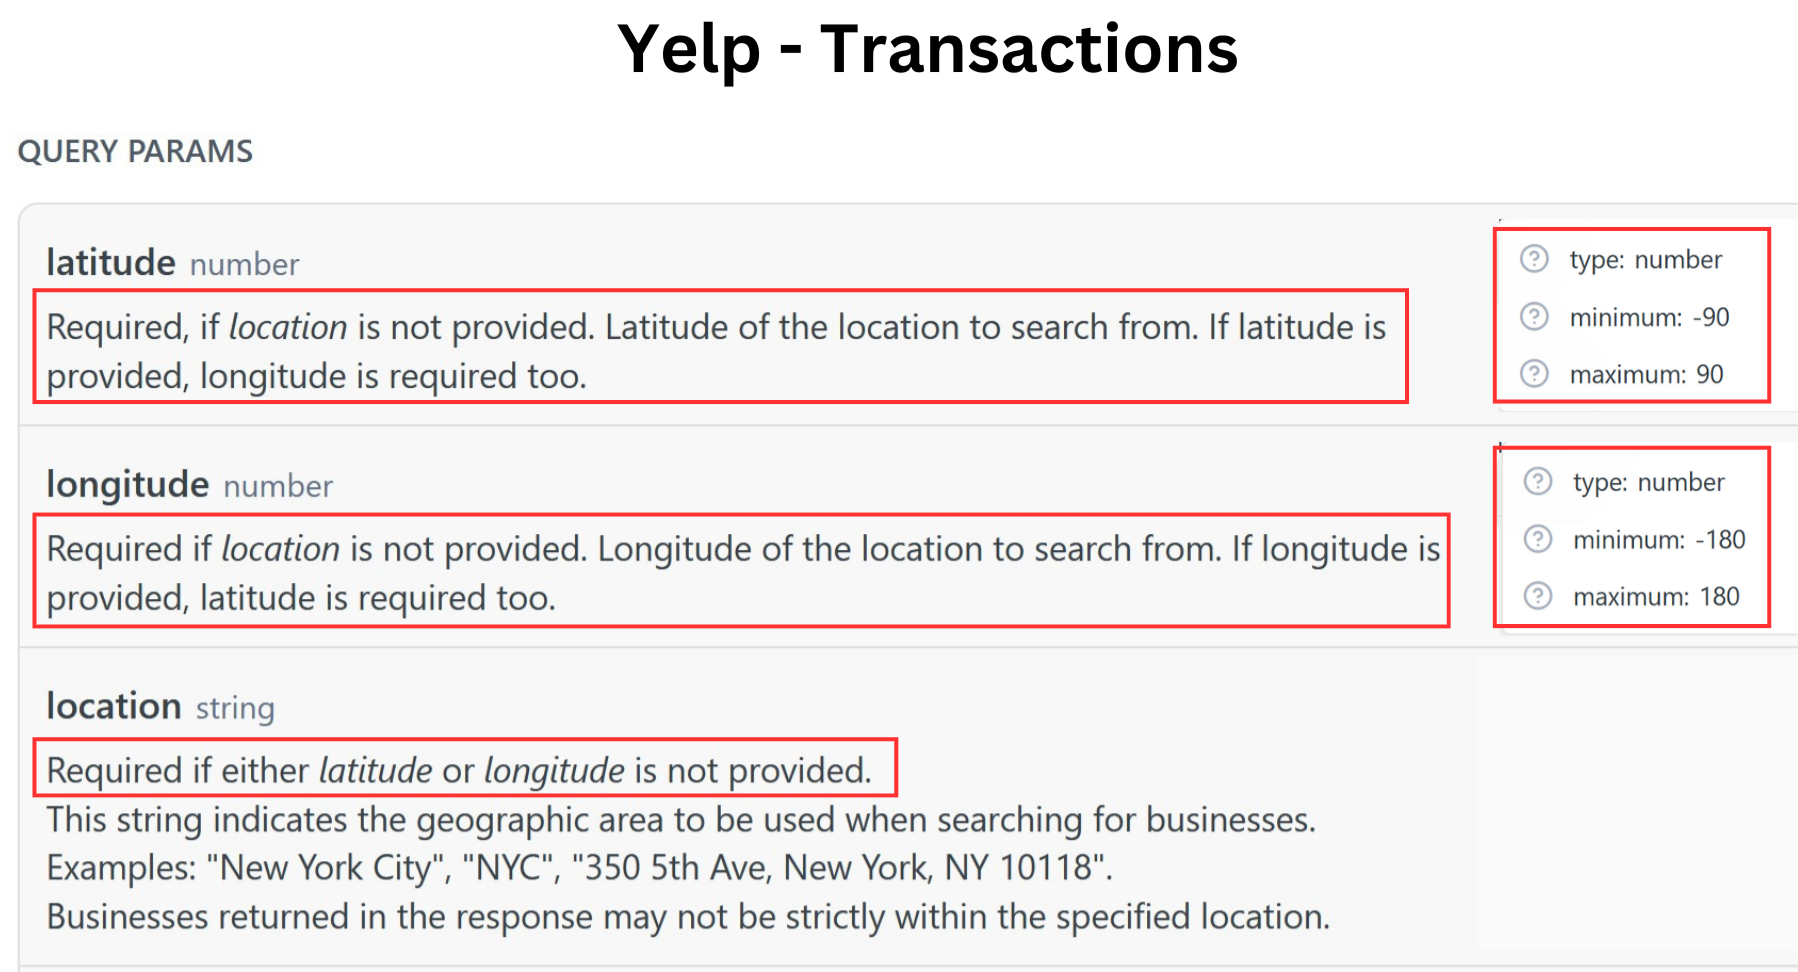 Yelp - Transactions
QUERY PARAMS
latitude number
Required, if location is not provided. Latitude of the location to search from. If latitude is
provided, longitude is required too.
type: number
minimum: -90
maximum: 90
longitude number
Required if location is not provided. Longitude of the location to search from. If longitude is
provided, latitude is required too.
type: number
minimum: -180
maximum: 180
location string
Required if either latitude or longitude is not provided.
This string indicates the geographic area to be used when searching for businesses.
Examples: "New York City", "NYC", "350 5th Ave, New York, NY 10118".
Businesses returned in the response may not be strictly within the specified location.